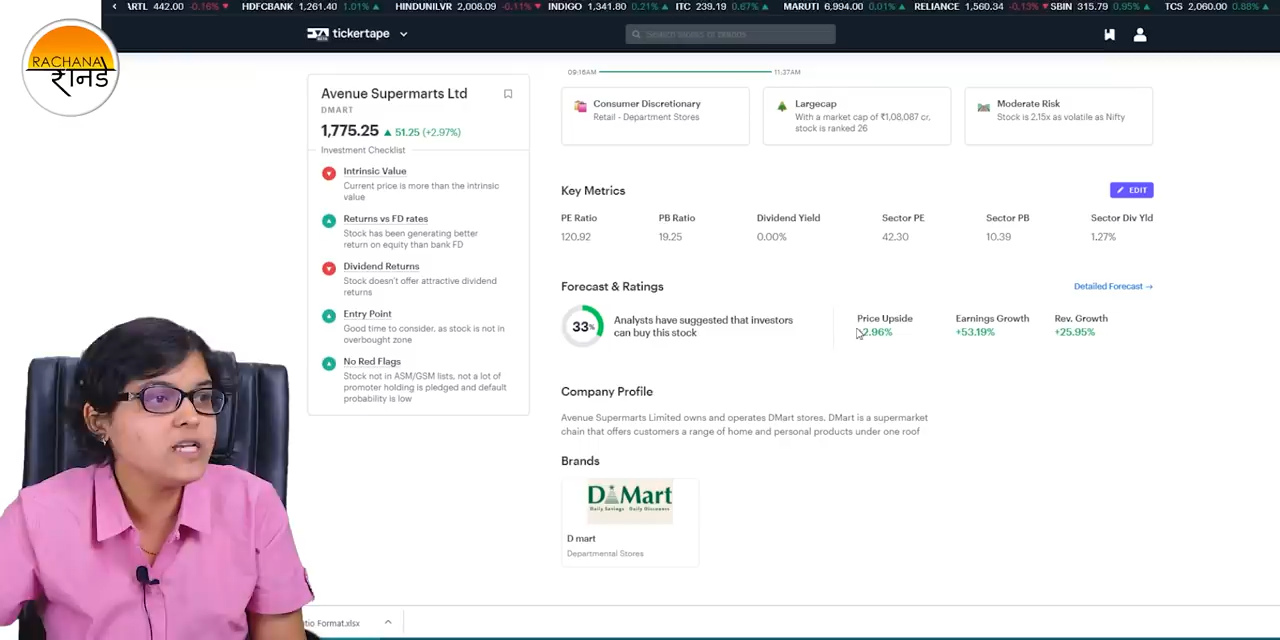 ARTL 442.00 -0.16% ▼ HDFCBANK 1,261.40 1.01% ▲ HINDUNILVR 2,008.09 -0.11% ▼ INDIGO 1,341.80 0.21% ▲ ITC 239.19 0.67% ▲ MARUTI 6,994.00 0.01% ▲ RELIANCE 1,560.34 -0.13% ▼ SBIN 315.79 0.95% ▲ TCS 2,060.00 0.88% ▲
tickertape
Search stocks or brands
RACHANA
रानडे
Avenue Supermarts Ltd
DMART
1,775.25 ▲ 51.25 (+2.97%)
Investment Checklist
Intrinsic Value
Current price is more than the intrinsic
value
Returns vs FD rates
Stock has been generating better
return on equity than bank FD
Dividend Returns
Stock doesn't offer attractive dividend
returns
Entry Point
Good time to consider, as stock is not in
overbought zone
No Red Flags
Stock not in ASM/GSM lists, not a lot of
promoter holding is pledged and default
probability is low
09:16AM 11:37AM
Consumer Discretionary
Retail - Department Stores
Largecap
With a market cap of ₹1,08,087 cr,
stock is ranked 26
Moderate Risk
Stock is 2.15x as volatile as Nifty
Key Metrics
EDIT
PE Ratio PB Ratio Dividend Yield Sector PE Sector PB Sector Div Yld
120.92 19.25 0.00% 42.30 10.39 1.27%
Forecast & Ratings
Detailed Forecast →
33%
Analysts have suggested that investors
can buy this stock
Price Upside Earnings Growth Rev. Growth
2.96% +53.19% +25.95%
Company Profile
Avenue Supermarts Limited owns and operates DMart stores. DMart is a supermarket
chain that offers customers a range of home and personal products under one roof
Brands
DMart
Daily Savings Daily Discounts
D mart
Departmental Stores
tio Format.xlsx